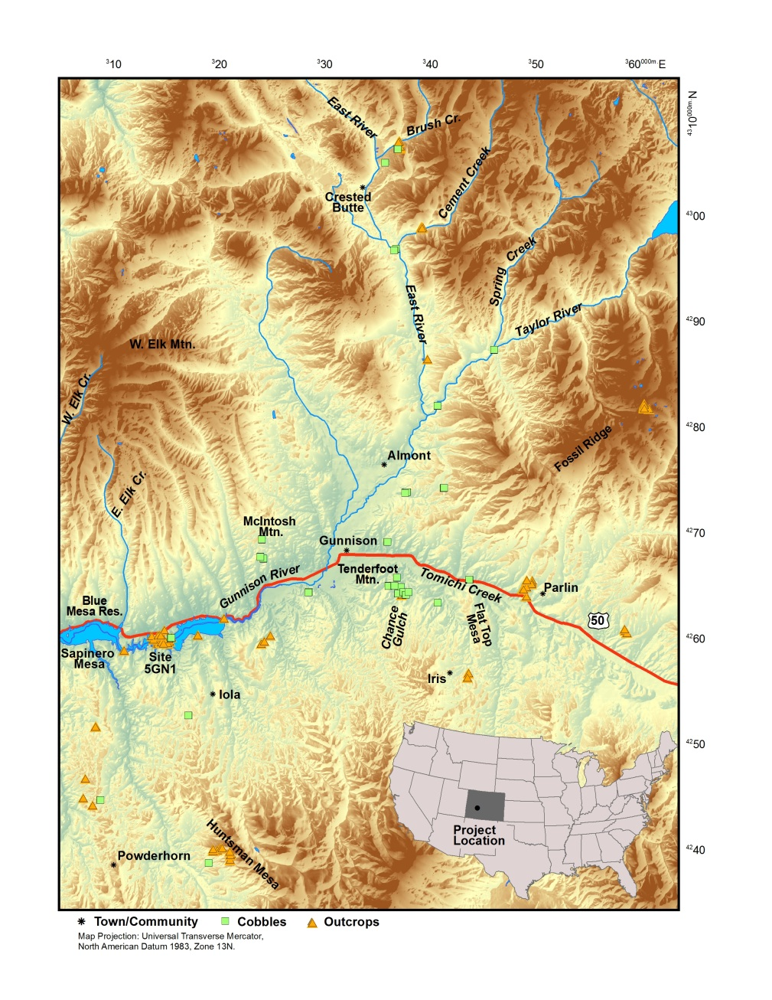 310
320
330
340
350
360000m.E
4310000m.N
East River
Brush Cr.
Cement Creek
Crested
Butte
4300
Spring Creek
East River
Taylor River
4290
W. Elk Mtn.
W. Elk Cr.
4280
Fossil Ridge
Almont
E. Elk Cr.
McIntosh
Mtn.
4270
Gunnison
Gunnison River
Tenderfoot
Mtn.
Tomichi Creek
Parlin
Blue
Mesa Res.
Chance
Gulch
Flat Top
Mesa
50
4260
Sapinero
Mesa
Site
5GN1
Iris
Iola
4250
Project
Location
Huntsman Mesa
Powderhorn
4240
Town/Community
Cobbles
Outcrops
Map Projection: Universal Transverse Mercator,
North American Datum 1983, Zone 13N.